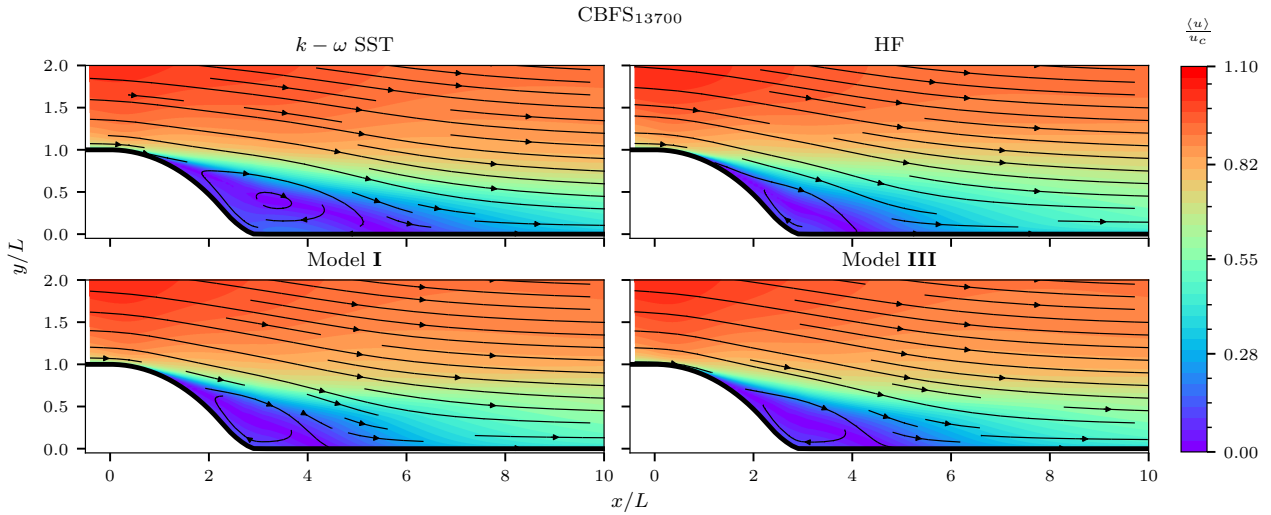 CBFS₁₃₇₀₀
k − ω SST
HF
⟨u⟩
u_c
2.0
1.5
1.0
0.5
0.0
1.10
0.82
0.55
0.28
0.00
y/L
Model I
Model III
2.0
1.5
1.0
0.5
0.0
0 2 4 6 8 10
0 2 4 6 8 10
x/L
x/L